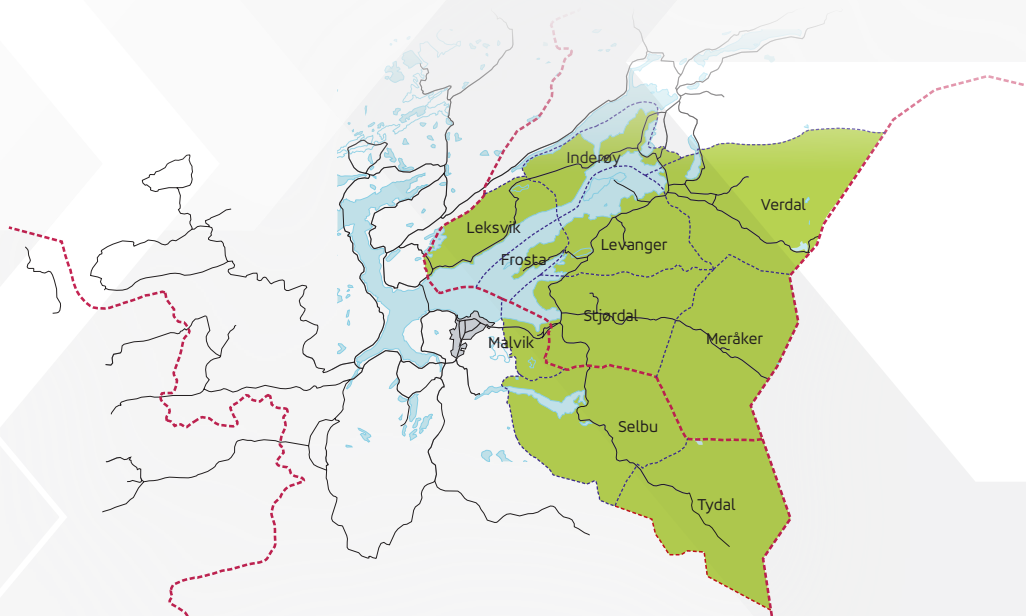 Inderøy
Verdal
Leksvik
Levanger
Frosta
Stjørdal
Meråker
Malvik
Selbu
Tydal